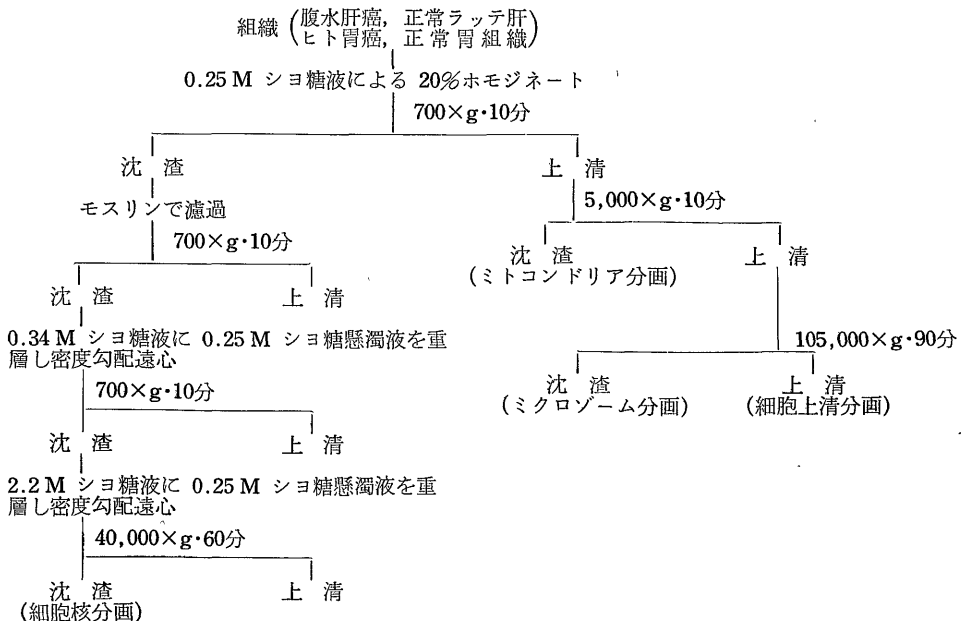 組織 (腹水肝癌, 正常ラッテ肝
ヒト胃癌, 正常胃組織)
0.25 M ショ糖液による 20%ホモジネート
700×g・10分
沈渣
上清
モスリンで濾過
5,000×g・10分
700×g・10分
沈渣
(ミトコンドリア分画)
上清
沈渣
上清
0.34 M ショ糖液に 0.25 M ショ糖懸濁液を重
層し密度勾配遠心
105,000×g・90分
700×g・10分
沈渣
(ミクロゾーム分画)
上清
(細胞上清分画)
沈渣
上清
2.2 M ショ糖液に 0.25 M ショ糖懸濁液を重
層し密度勾配遠心
40,000×g・60分
沈渣
(細胞核分画)
上清